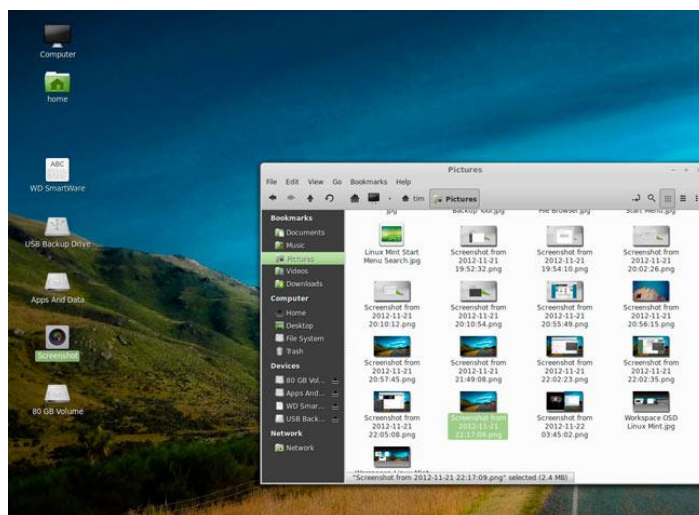 Computer
home
ABC
WD SmartWare
USB Backup Drive
Apps And Data
Screenshot
80 GB Volume
Pictures
File Edit View Go Bookmarks Help
tim Pictures
Bookmarks
Documents
Music
Pictures
Videos
Downloads
Computer
Home
Desktop
File System
Trash
Devices
80 GB Vol...
Apps And...
WD Smar...
USB Back...
Network
Network
jpg
Backup
.jpg
File Browser.jpg
Start Menu.jpg
Linux Mint Start
Menu Search.jpg
Screenshot from
2012-11-21
19:52:32.png
Screenshot from
2012-11-21
19:54:10.png
Screenshot from
2012-11-21
20:02:26.png
Screenshot from
2012-11-21
20:10:12.png
Screenshot from
2012-11-21
20:10:54.png
Screenshot from
2012-11-21
20:55:49.png
Screenshot from
2012-11-21
20:56:15.png
Screenshot from
2012-11-21
20:57:45.png
Screenshot from
2012-11-21
21:49:08.png
Screenshot from
2012-11-21
22:02:23.png
Screenshot from
2012-11-21
22:02:35.png
Screenshot from
2012-11-21
22:05:08.png
Screenshot from
2012-11-21
22:17:09.png
Screenshot from
2012-11-22
03:45:02.png
Workspace OSD
Linux Mint.jpg
"Screenshot from 2012-11-21 22:17:09.png" selected (2.4 MB)